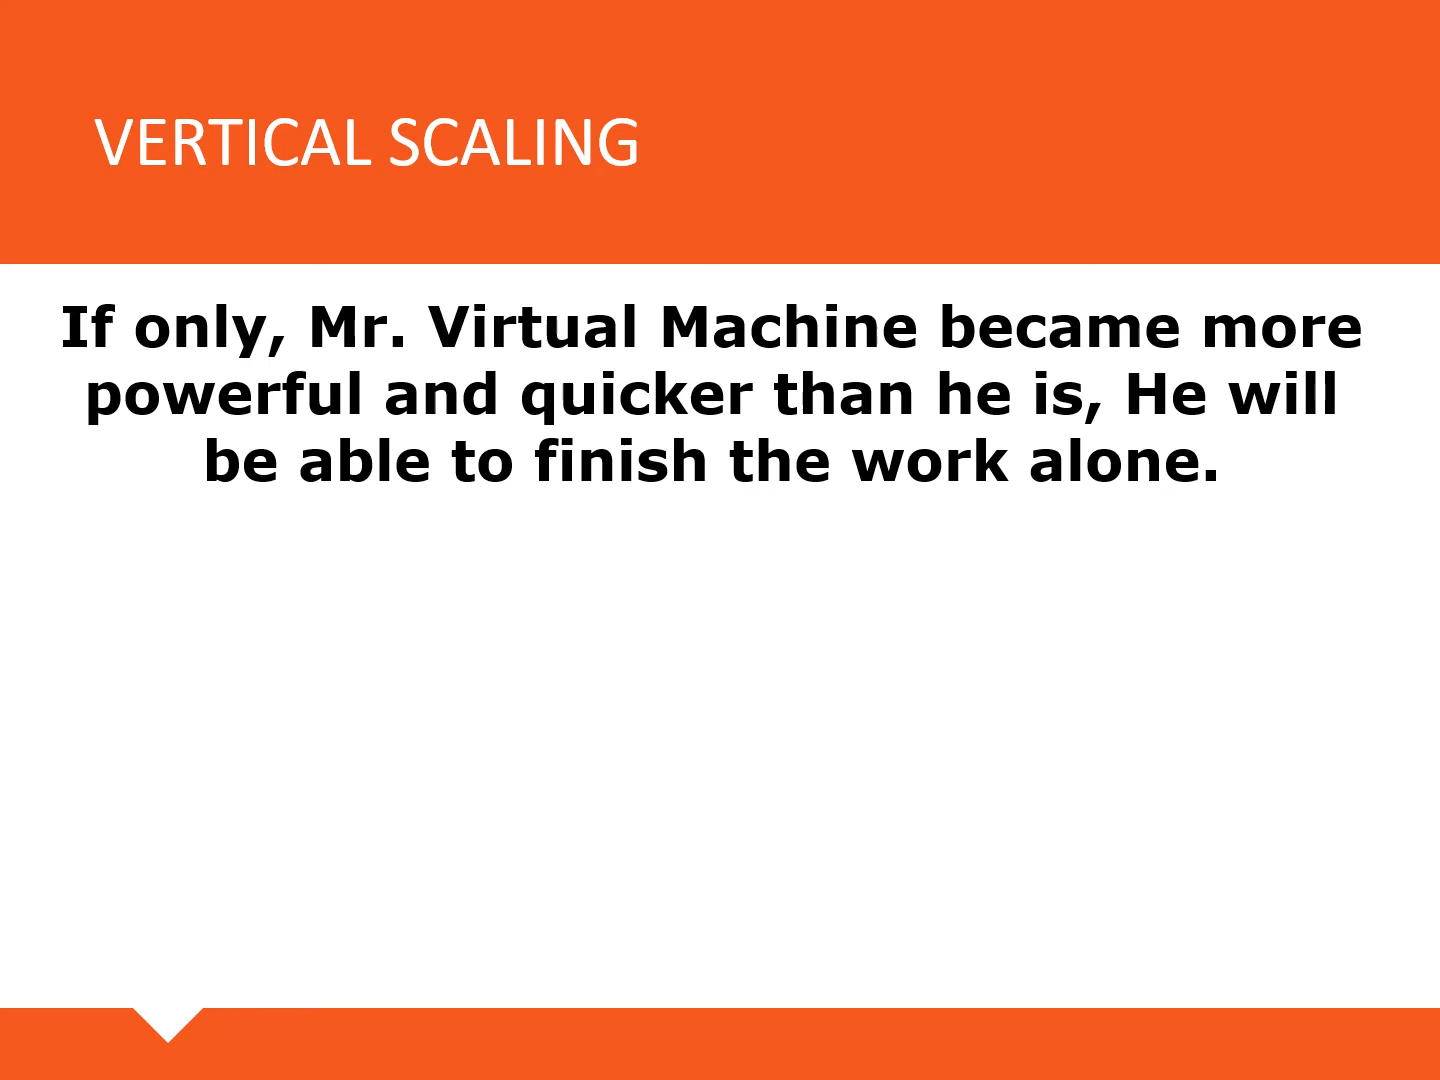 VERTICAL SCALING
If only, Mr. Virtual Machine became more
powerful and quicker than he is, He will
be able to finish the work alone.